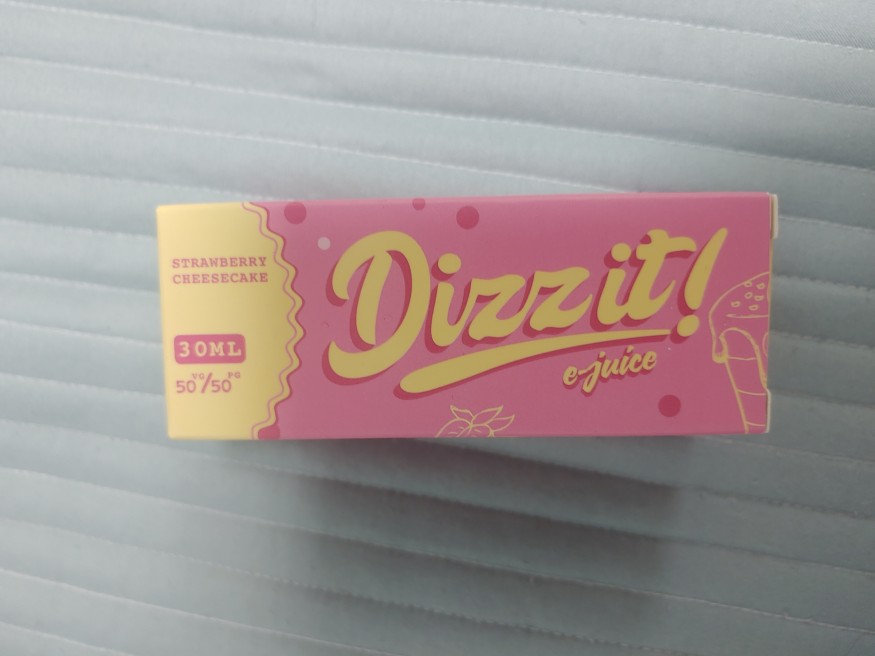 STRAWBERRY
CHEESECAKE
30ML
50VG/50PG
Dizzit!
e-juice